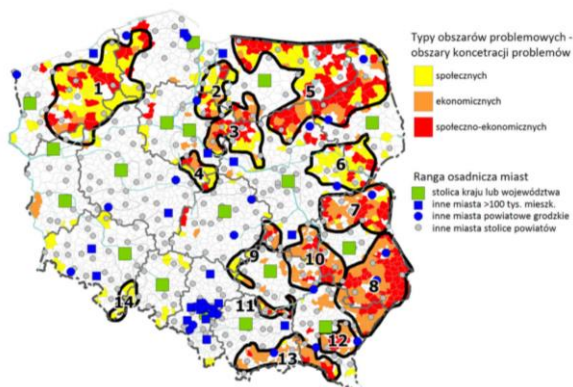 Typy obszarów problemowych -
obszary koncetracji problemów
społecznych
ekonomicznych
społeczno-ekonomicznych
Ranga osadnicza miast
stolica kraju lub województwa
inne miasta >100 tys. mieszk.
inne miasta powiatowe grodzkie
inne miasta stolice powiatów
1
2
3
4
5
6
7
8
9
10
11
12
13
14